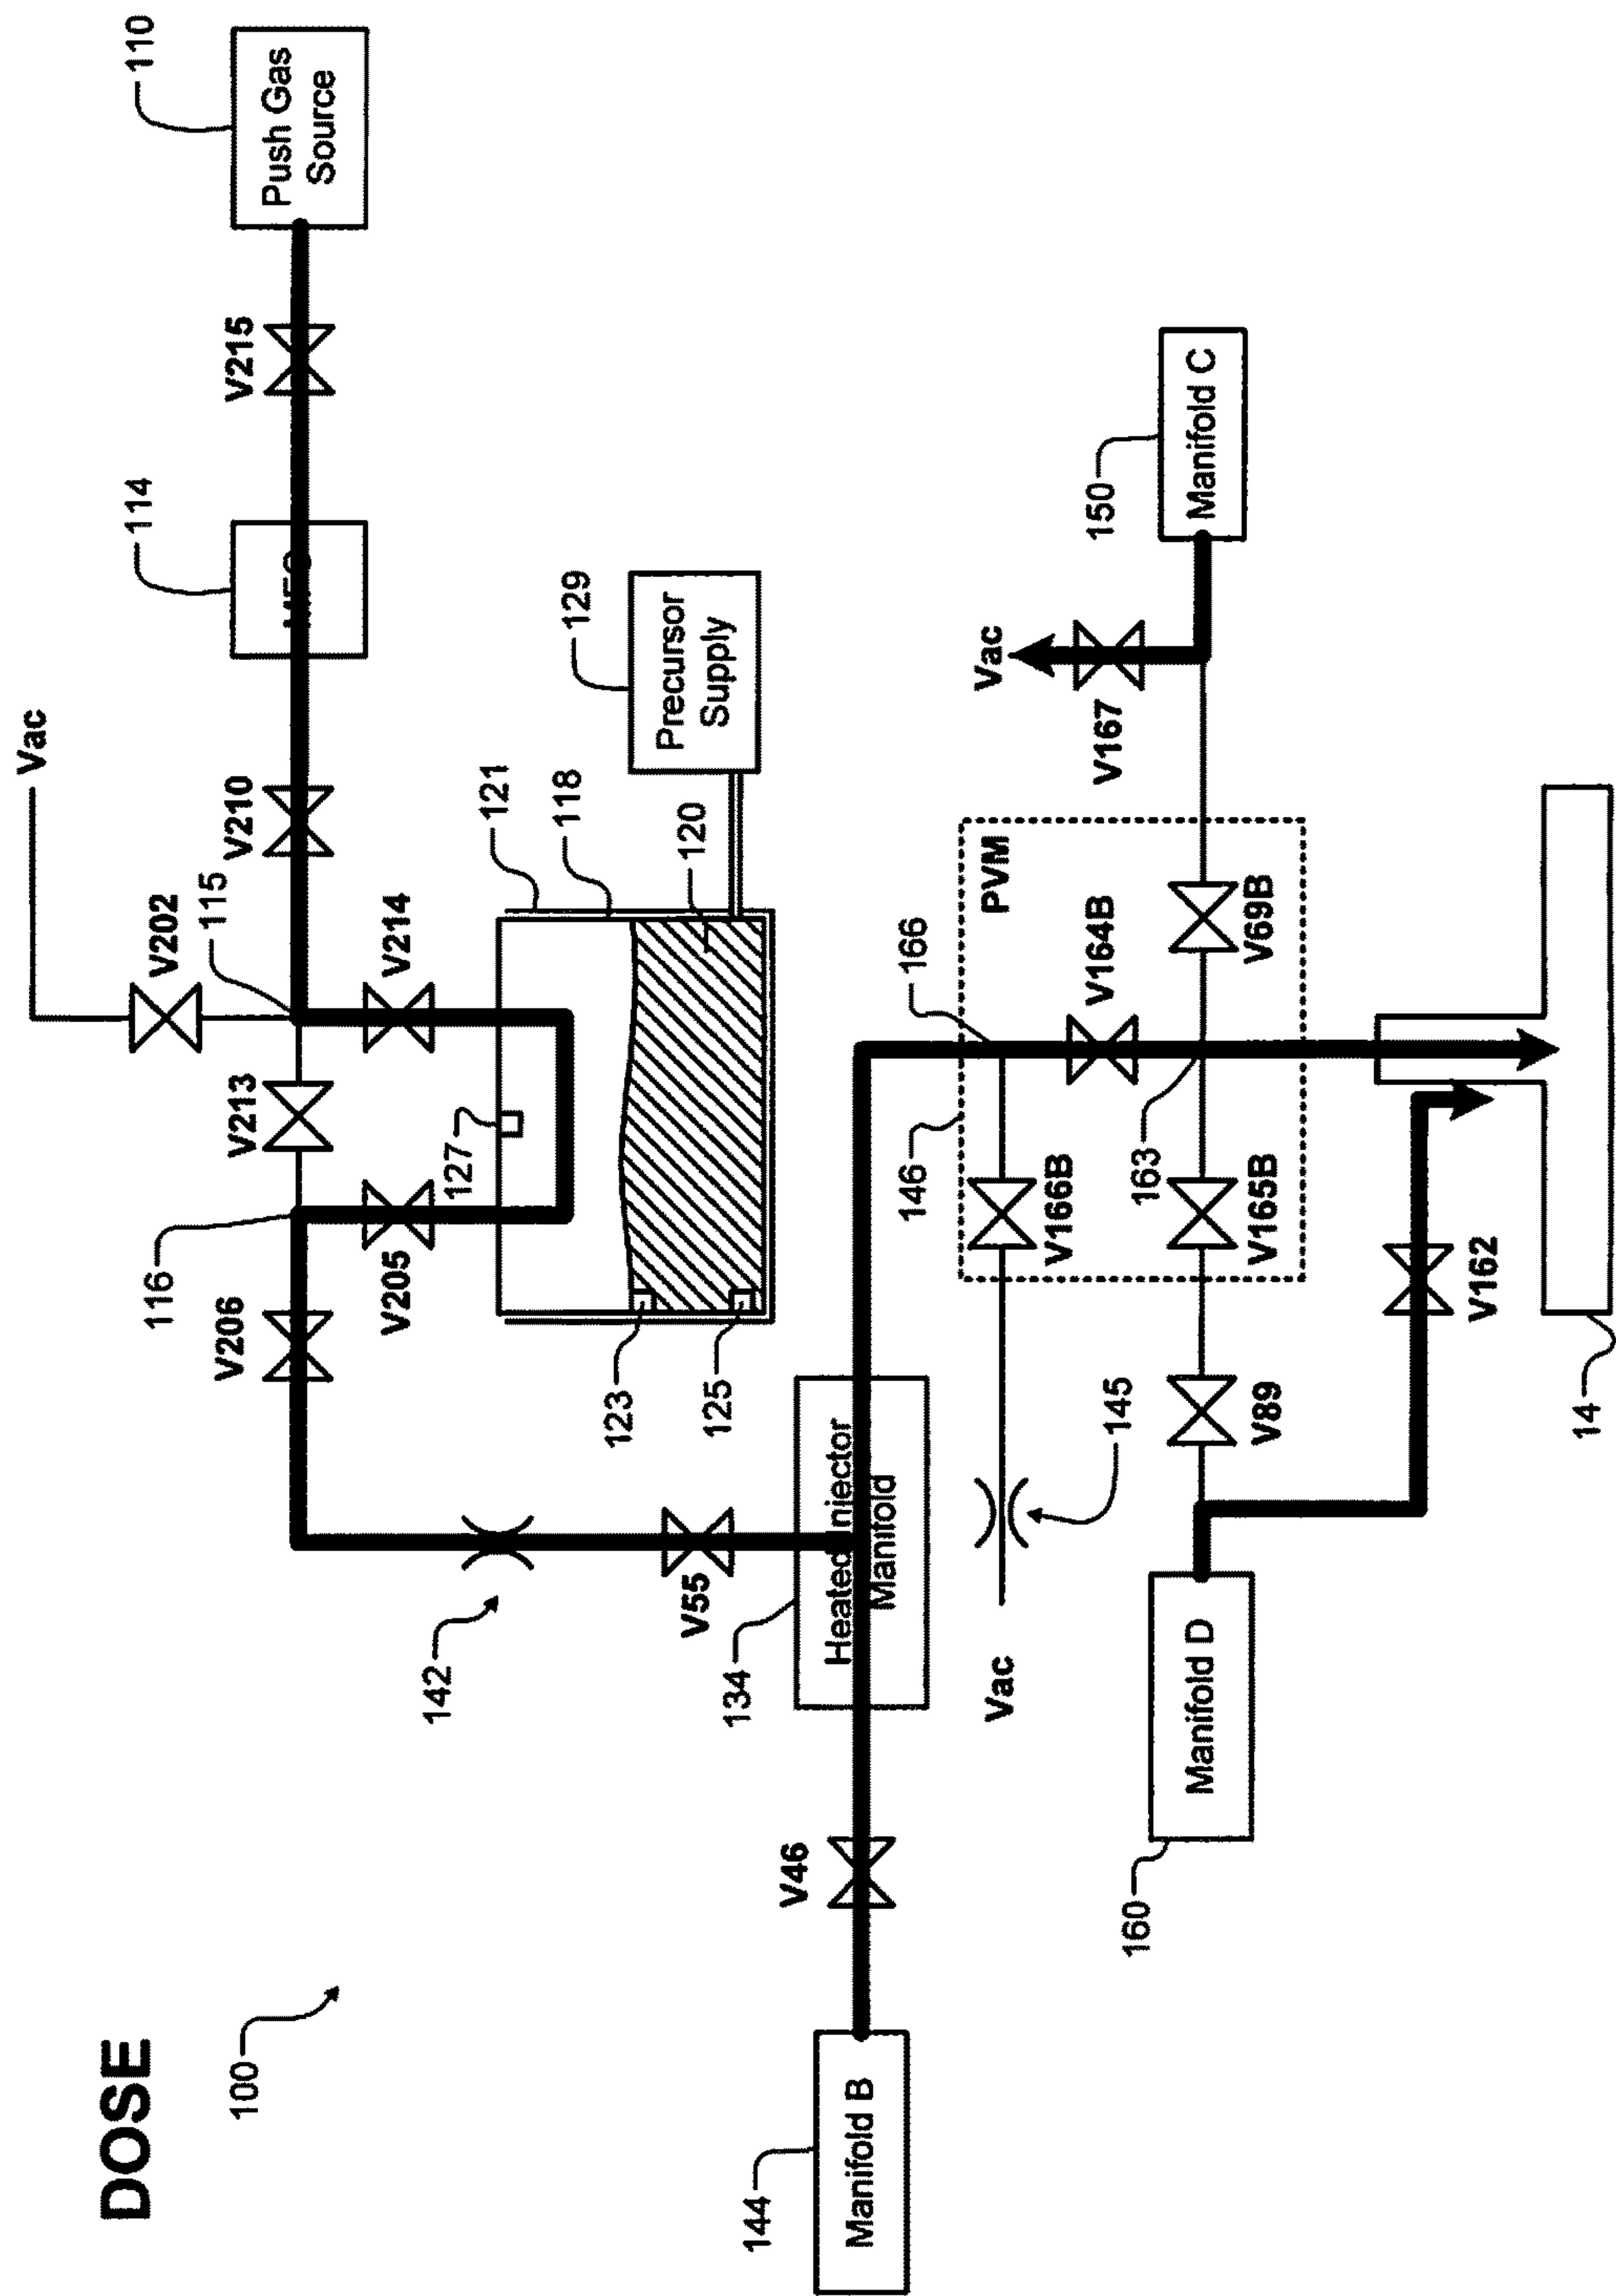 DOSE
100
Vac
V202
110
114
115
116
V206
V213
V210
V215
MFC
Push Gas
Source
V205
V214
127
121
118
120
129
Precursor
Supply
142
123
125
V55
134
Heated Injector
Manifold
V46
144
Manifold B
146
166
PVM
Vac
145
V166B
V164B
Vac
V167
150
Manifold C
160
Manifold D
163
V89
V165B
V69B
V162
14